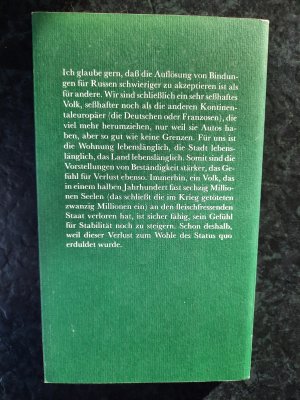 Ich glaube gern, daß die Auflösung von Bindun-
gen für Russen schwieriger zu akzeptieren ist als
für andere. Wir sind schließlich ein sehr seßhaftes
Volk, seßhafter noch als die anderen Kontinen-
taleuropäer (die Deutschen oder Franzosen), die
viel mehr herumziehen, nur weil sie Autos ha-
ben, aber so gut wie keine Grenzen. Für uns ist
die Wohnung lebenslänglich, die Stadt lebens-
länglich, das Land lebenslänglich. Somit sind die
Vorstellungen von Beständigkeit stärker, das Ge-
fühl für Verlust ebenso. Immerhin, ein Volk, das
in einem halben Jahrhundert fast sechzig Millio-
nen Seelen (das schließt die im Krieg getöteten
zwanzig Millionen ein) an den fleischfressenden
Staat verloren hat, ist sicher fähig, sein Gefühl
für Stabilität noch zu steigern. Schon deshalb,
weil dieser Verlust zum Wohle des Status quo
erduldet wurde.